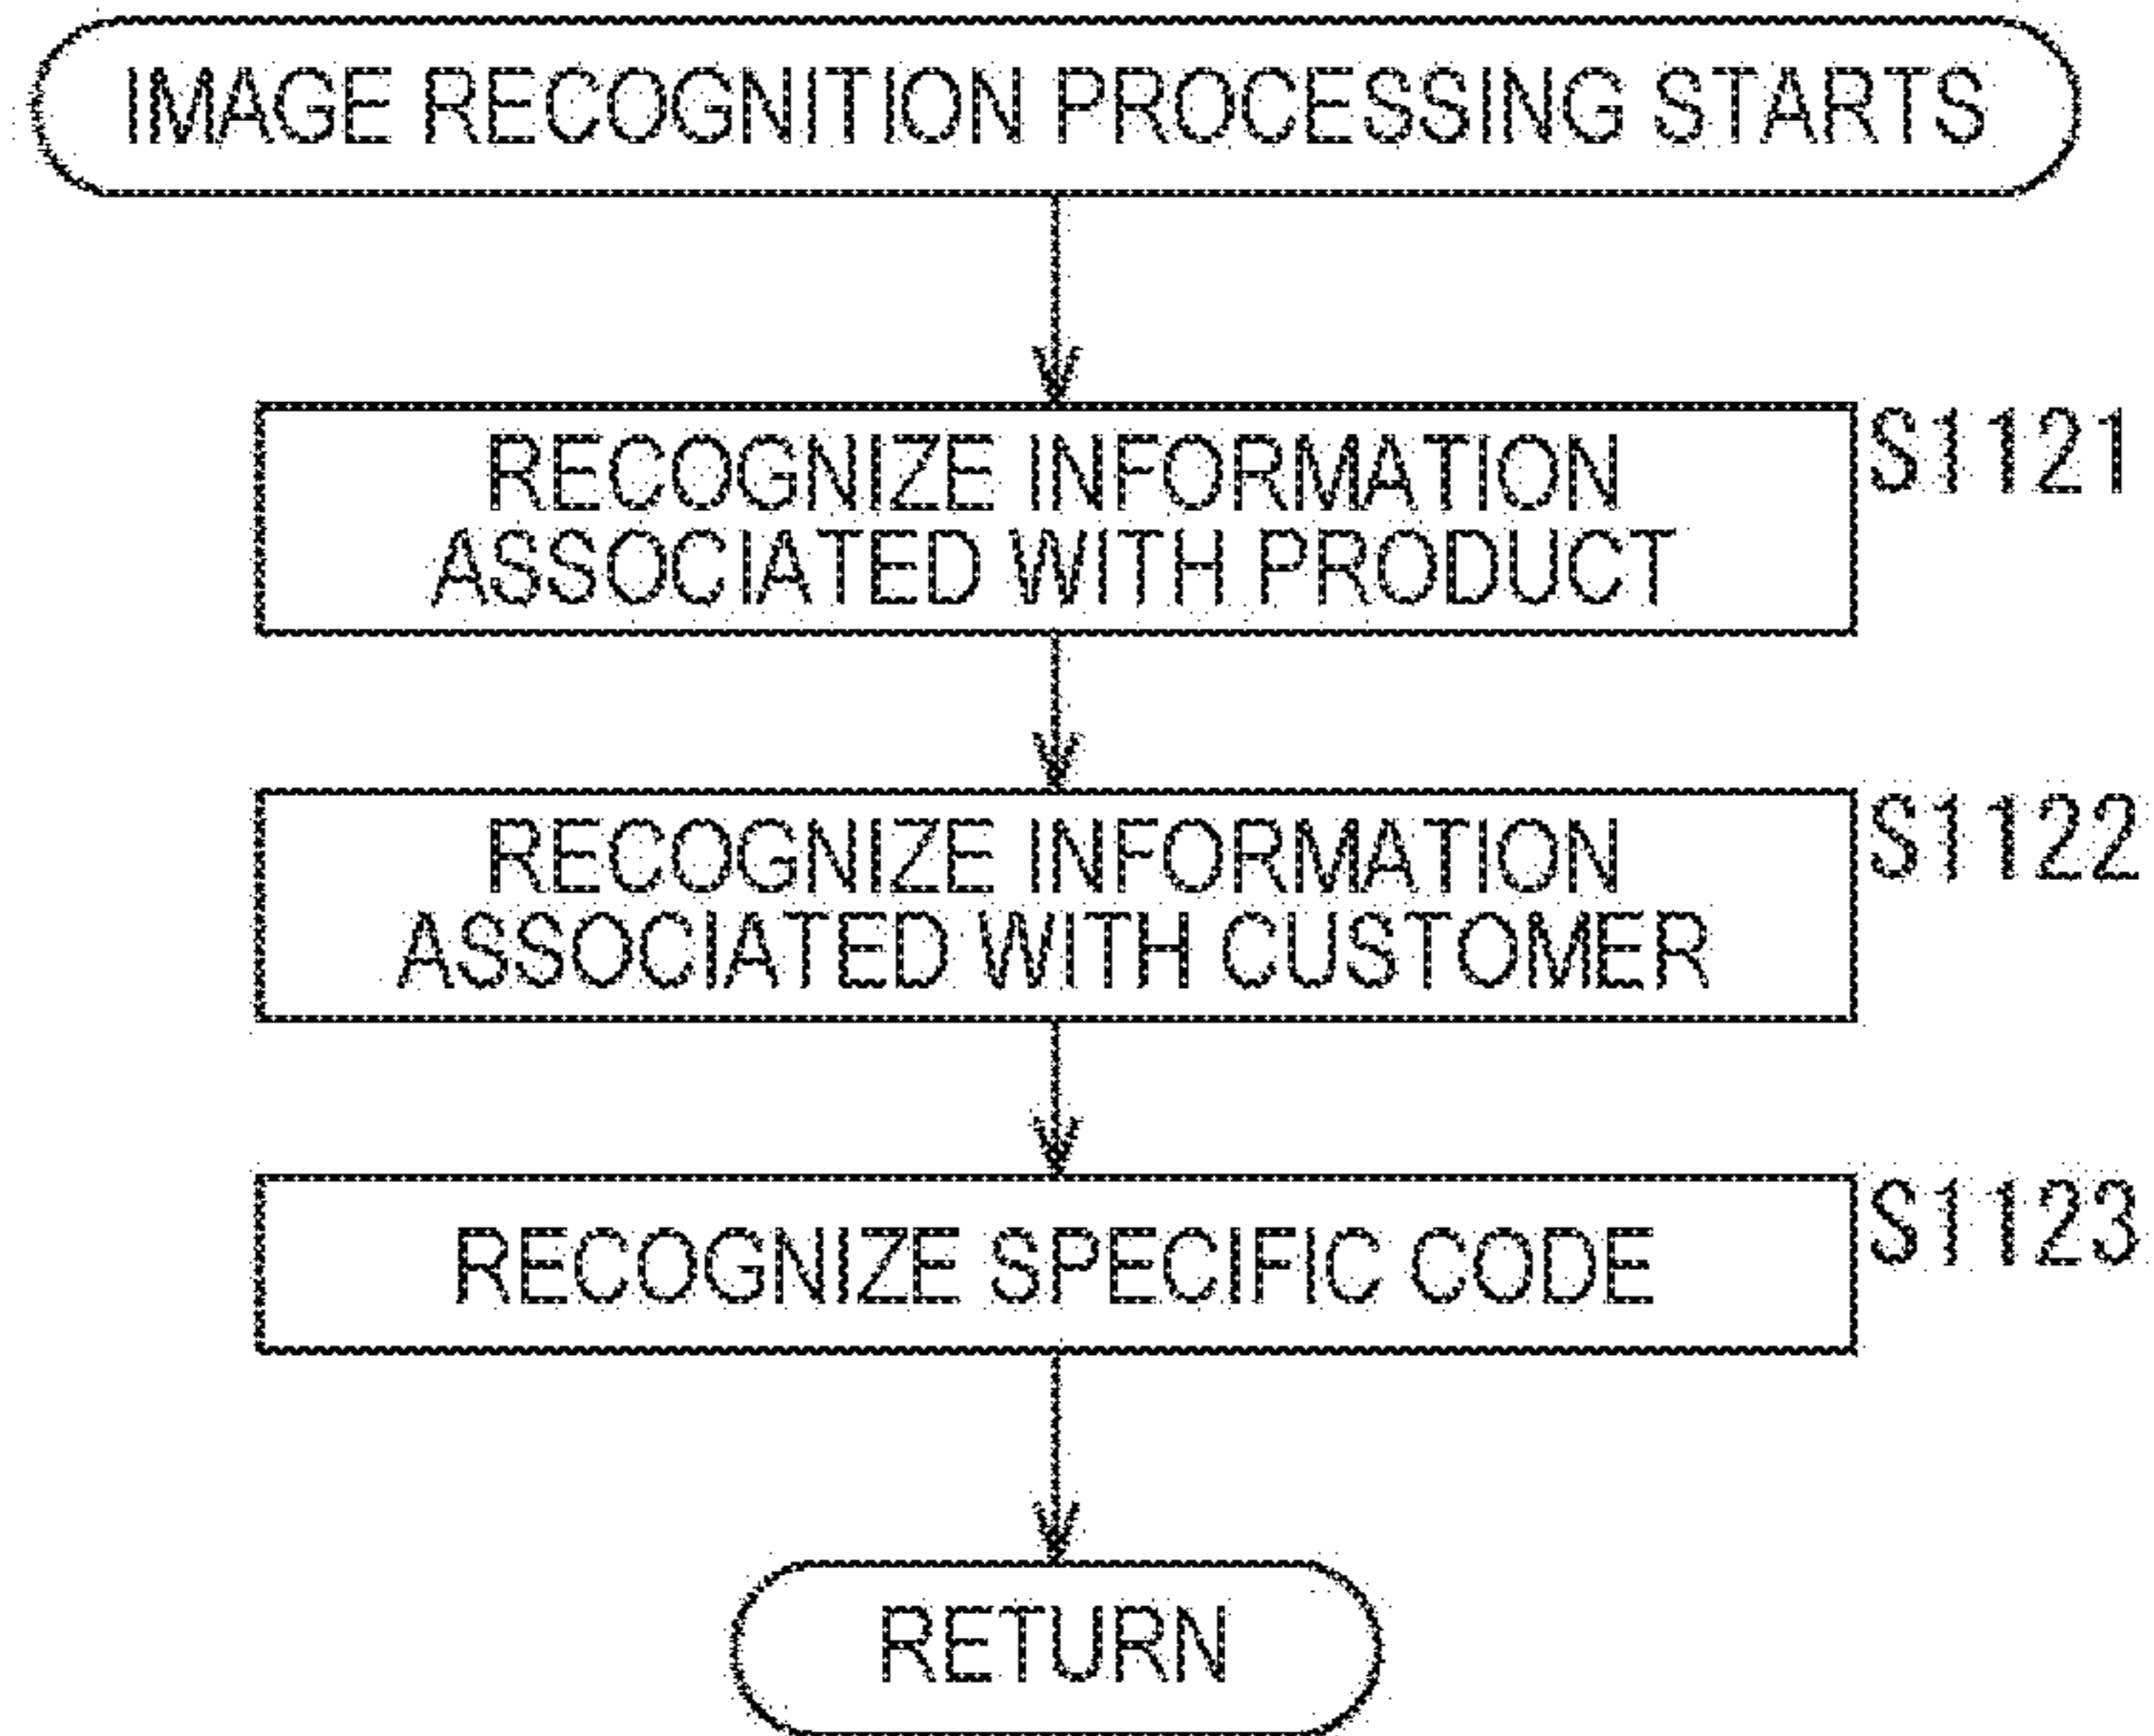 IMAGE RECOGNITION PROCESSING STARTS
RECOGNIZE INFORMATION
ASSOCIATED WITH PRODUCT
S1121
RECOGNIZE INFORMATION
ASSOCIATED WITH CUSTOMER
S1122
RECOGNIZE SPECIFIC CODE
S1123
RETURN